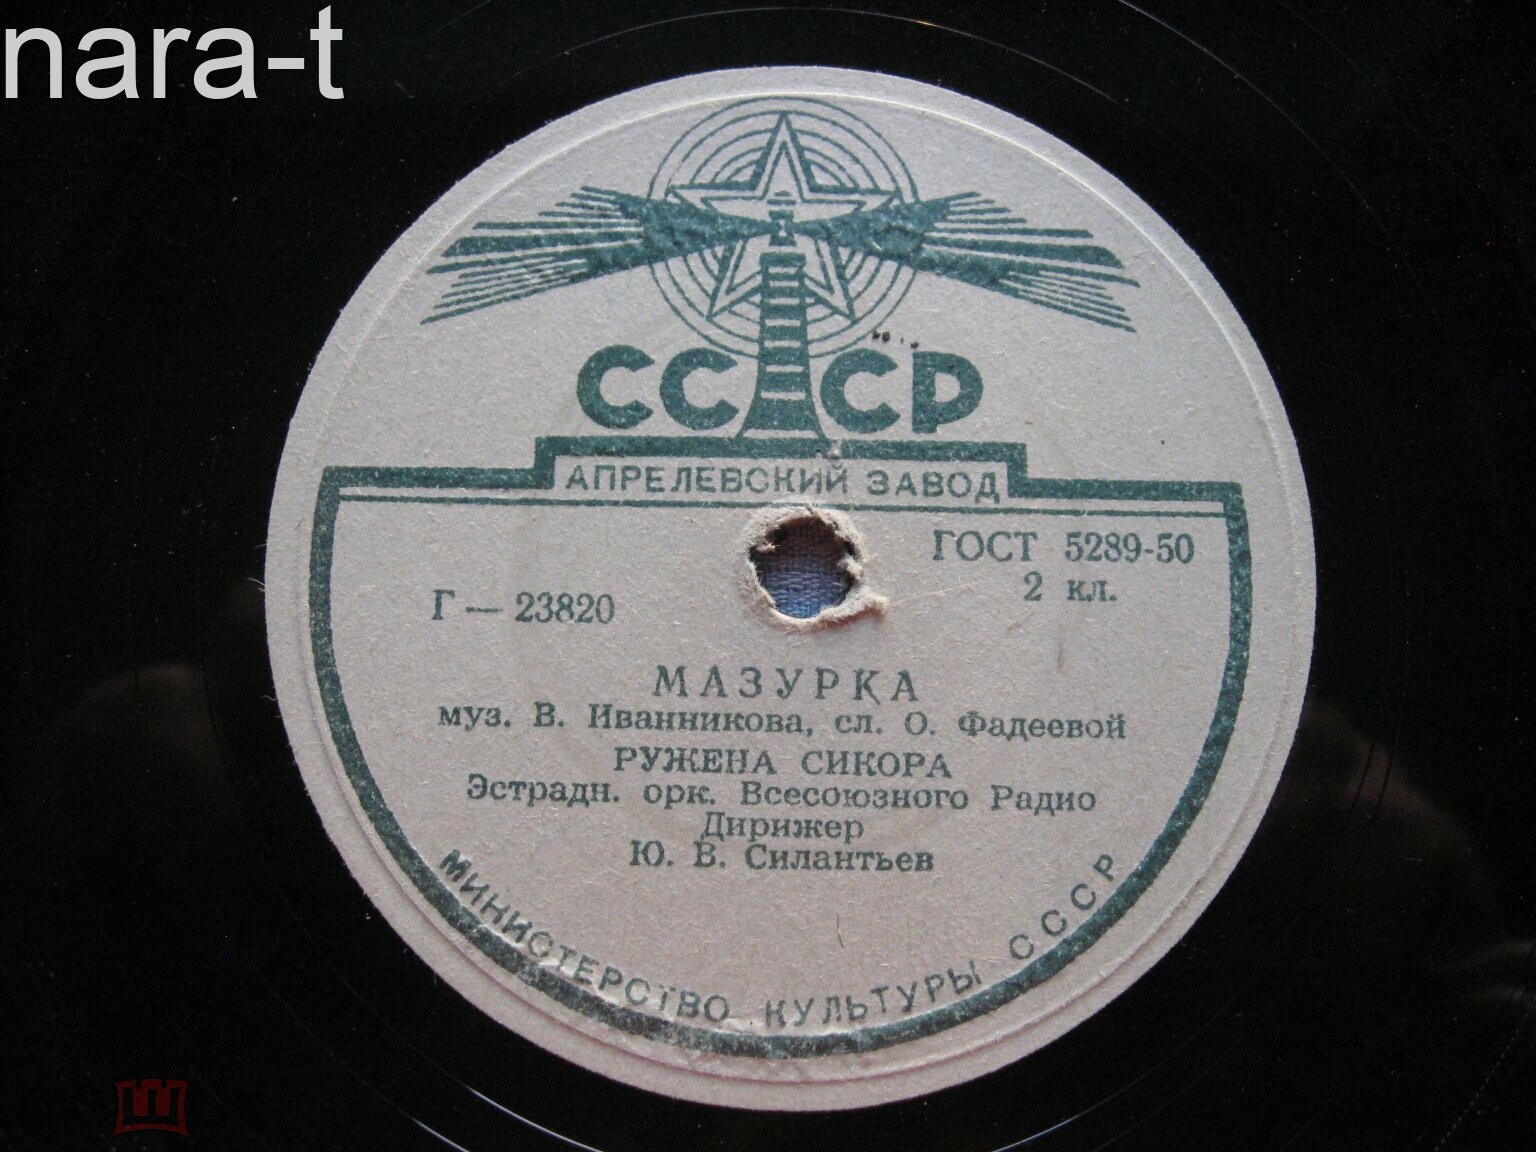 nara-t
СССР
АПРЕЛЕВСКИЙ ЗАВОД
ГОСТ 5289-50
2 кл.
Г — 23820
МАЗУРКА
муз. В. Иванникова, сл. О. Фадеевой
РУЖЕНА СИКОРА
Эстрадн. орк. Всесоюзного Радио
Дирижер
Ю. В. Силантьев
МИНИСТЕРСТВО КУЛЬТУРЫ СССР